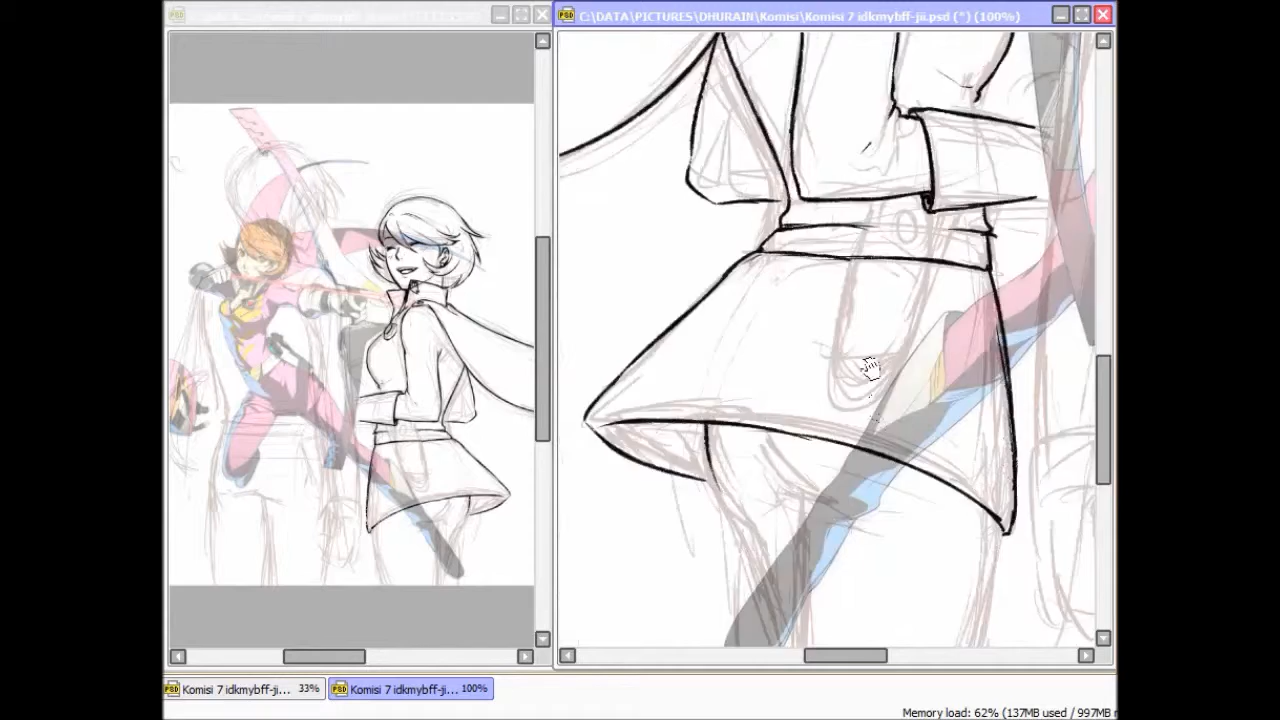 C:\DATA\PICTURES\DHURAIN\Komisi\Komisi 7 idkmybff-jii.psd (*) (100%)
Komisi 7 idkmybff-ji... 33%
Komisi 7 idkmybff-ji... 100%
Memory load: 62% (137MB used / 997MB